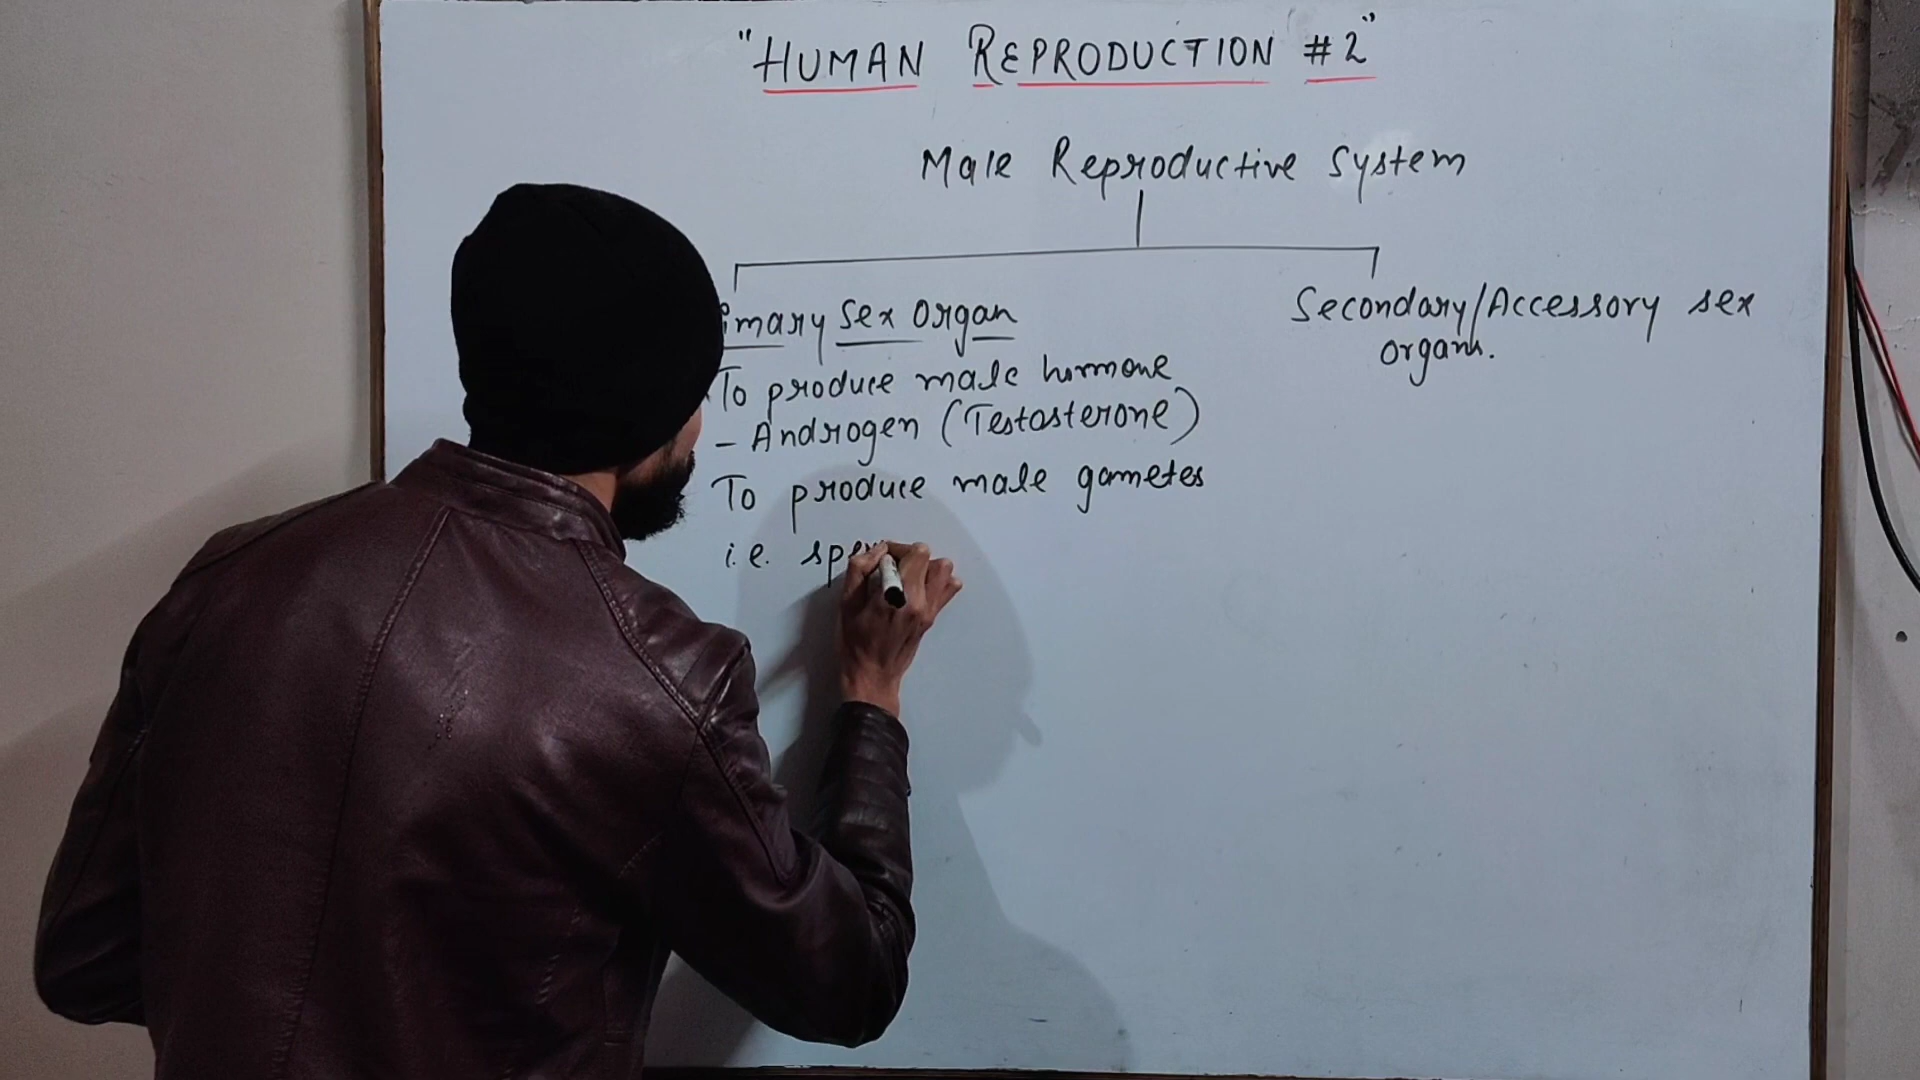 "HUMAN REPRODUCTION #2"
Male Reproductive System
Sex Organ
Secondary/Accessory sex
organs.
To produce male hormone
- Androgen (Testosterone)
To produce male gametes
i.e.